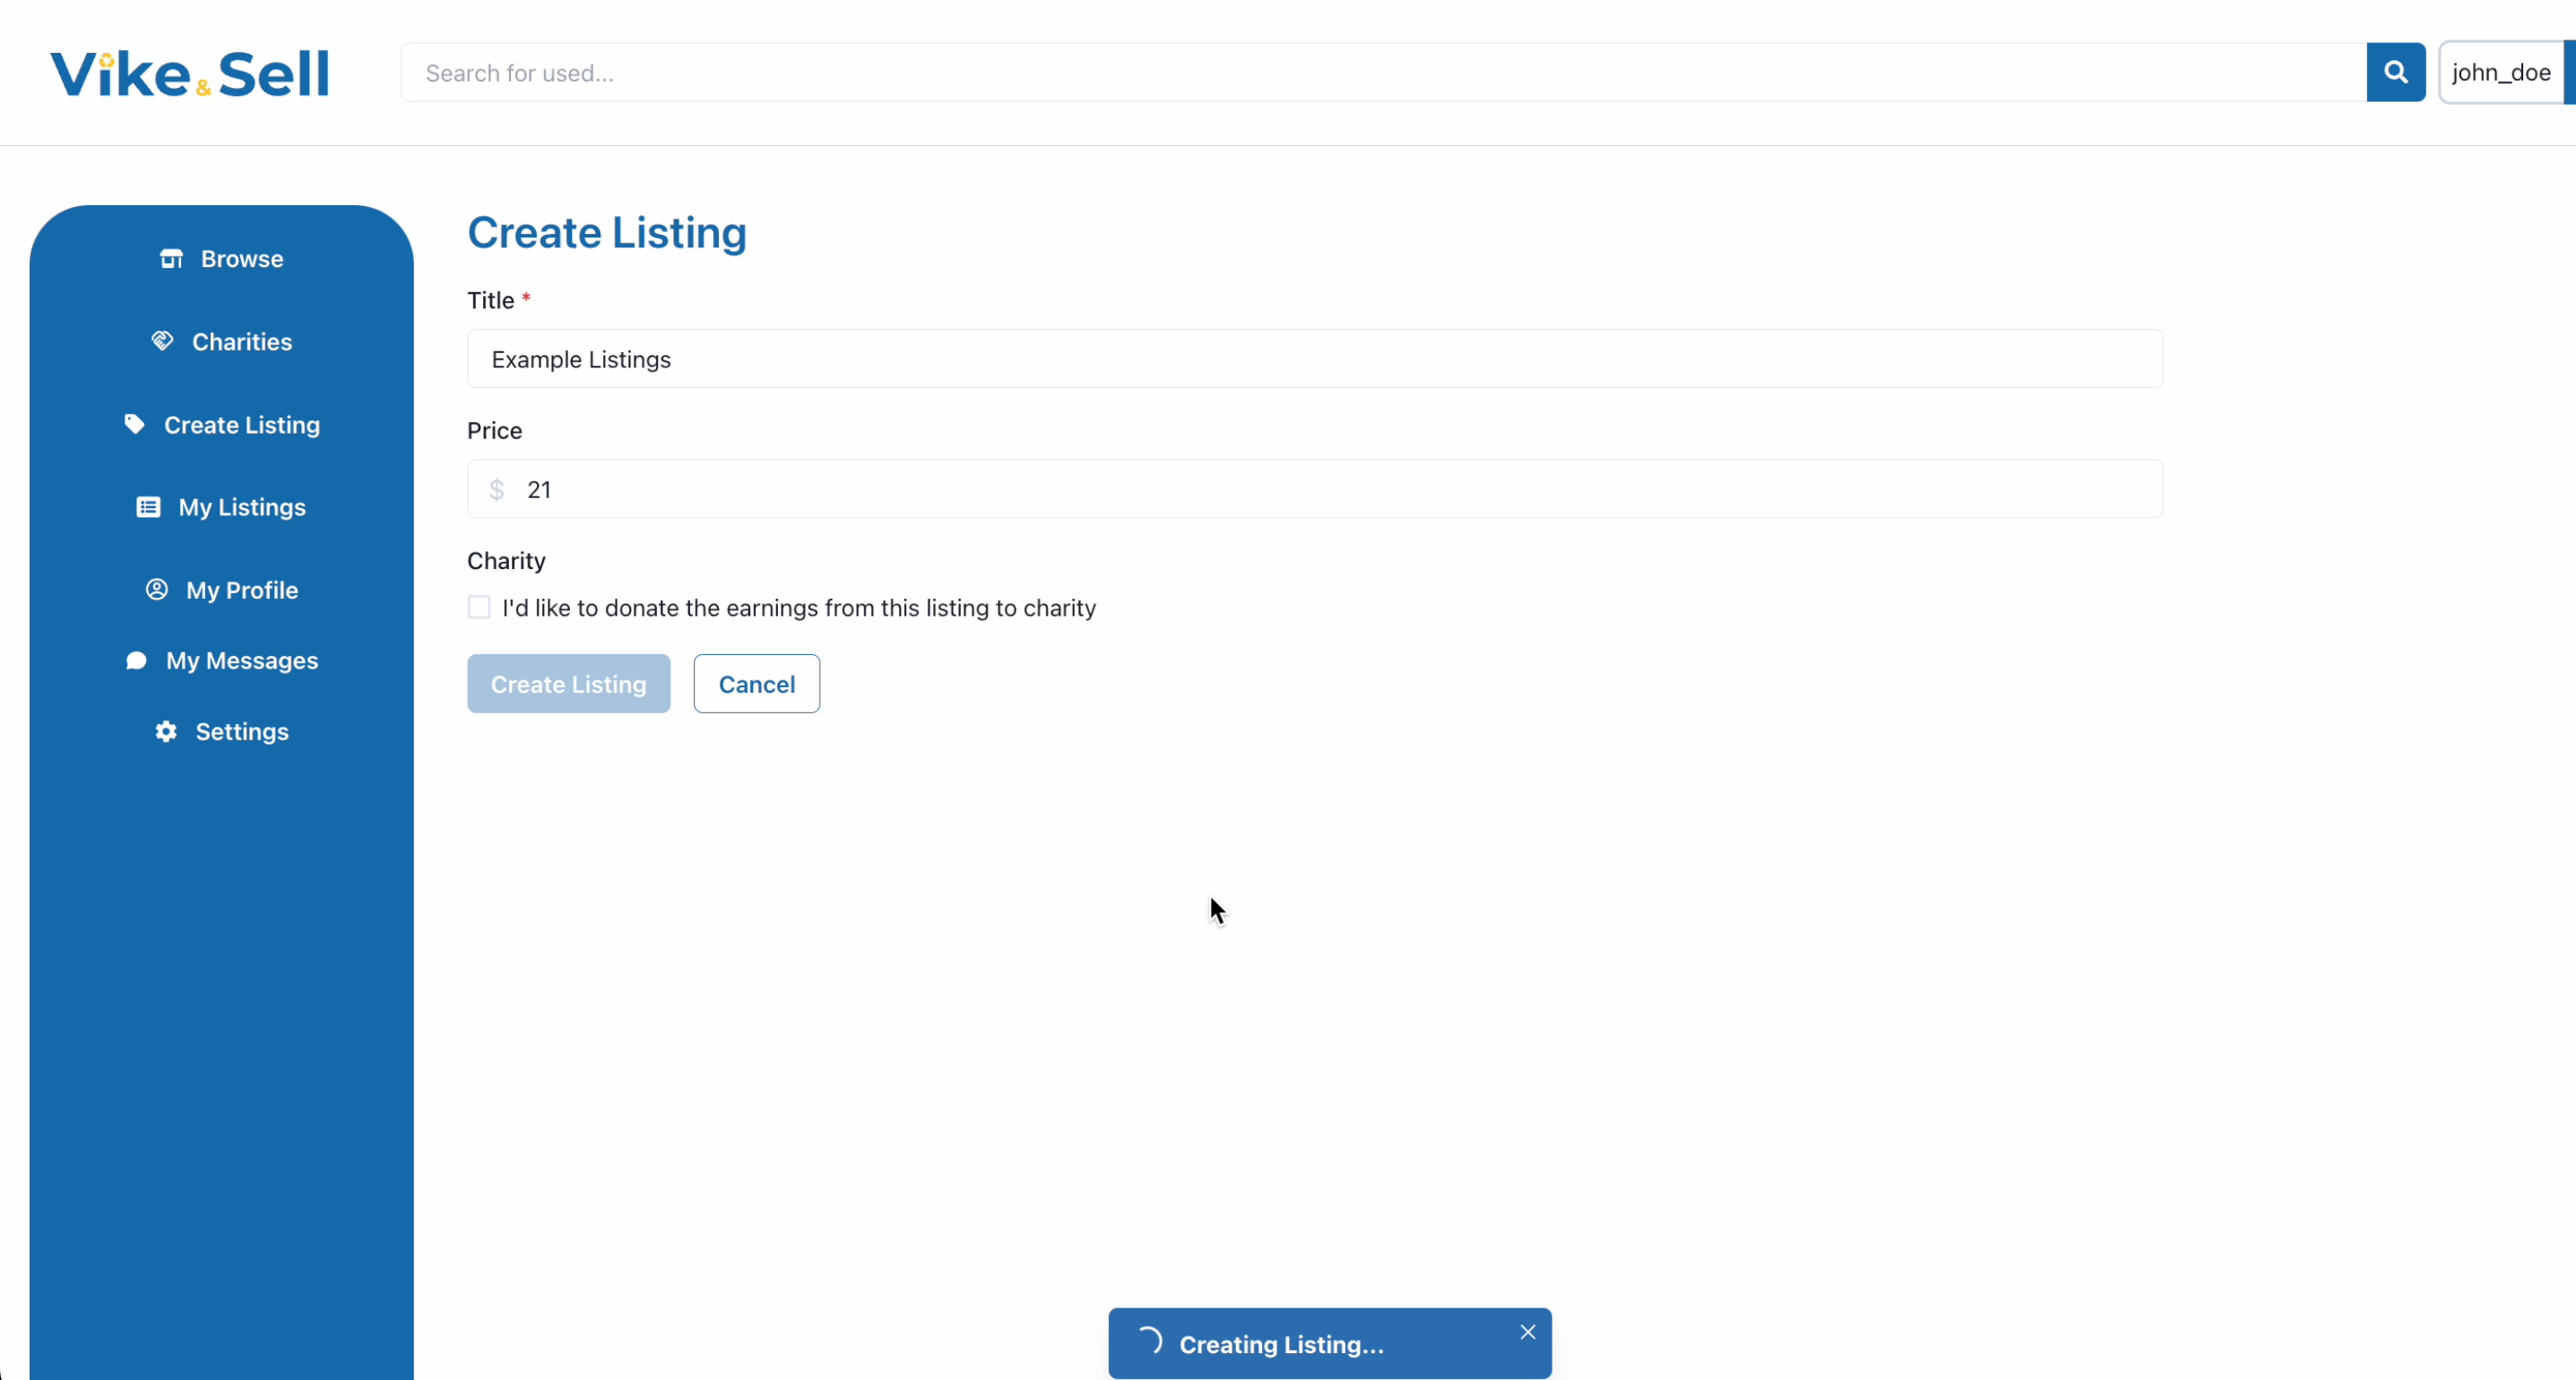 Vike & Sell
Search for used...
john_doe
Browse
Charities
Create Listing
My Listings
My Profile
My Messages
Settings
Create Listing
Title *
Example Listings
Price
$ 21
Charity
I'd like to donate the earnings from this listing to charity
Create Listing
Cancel
Creating Listing...